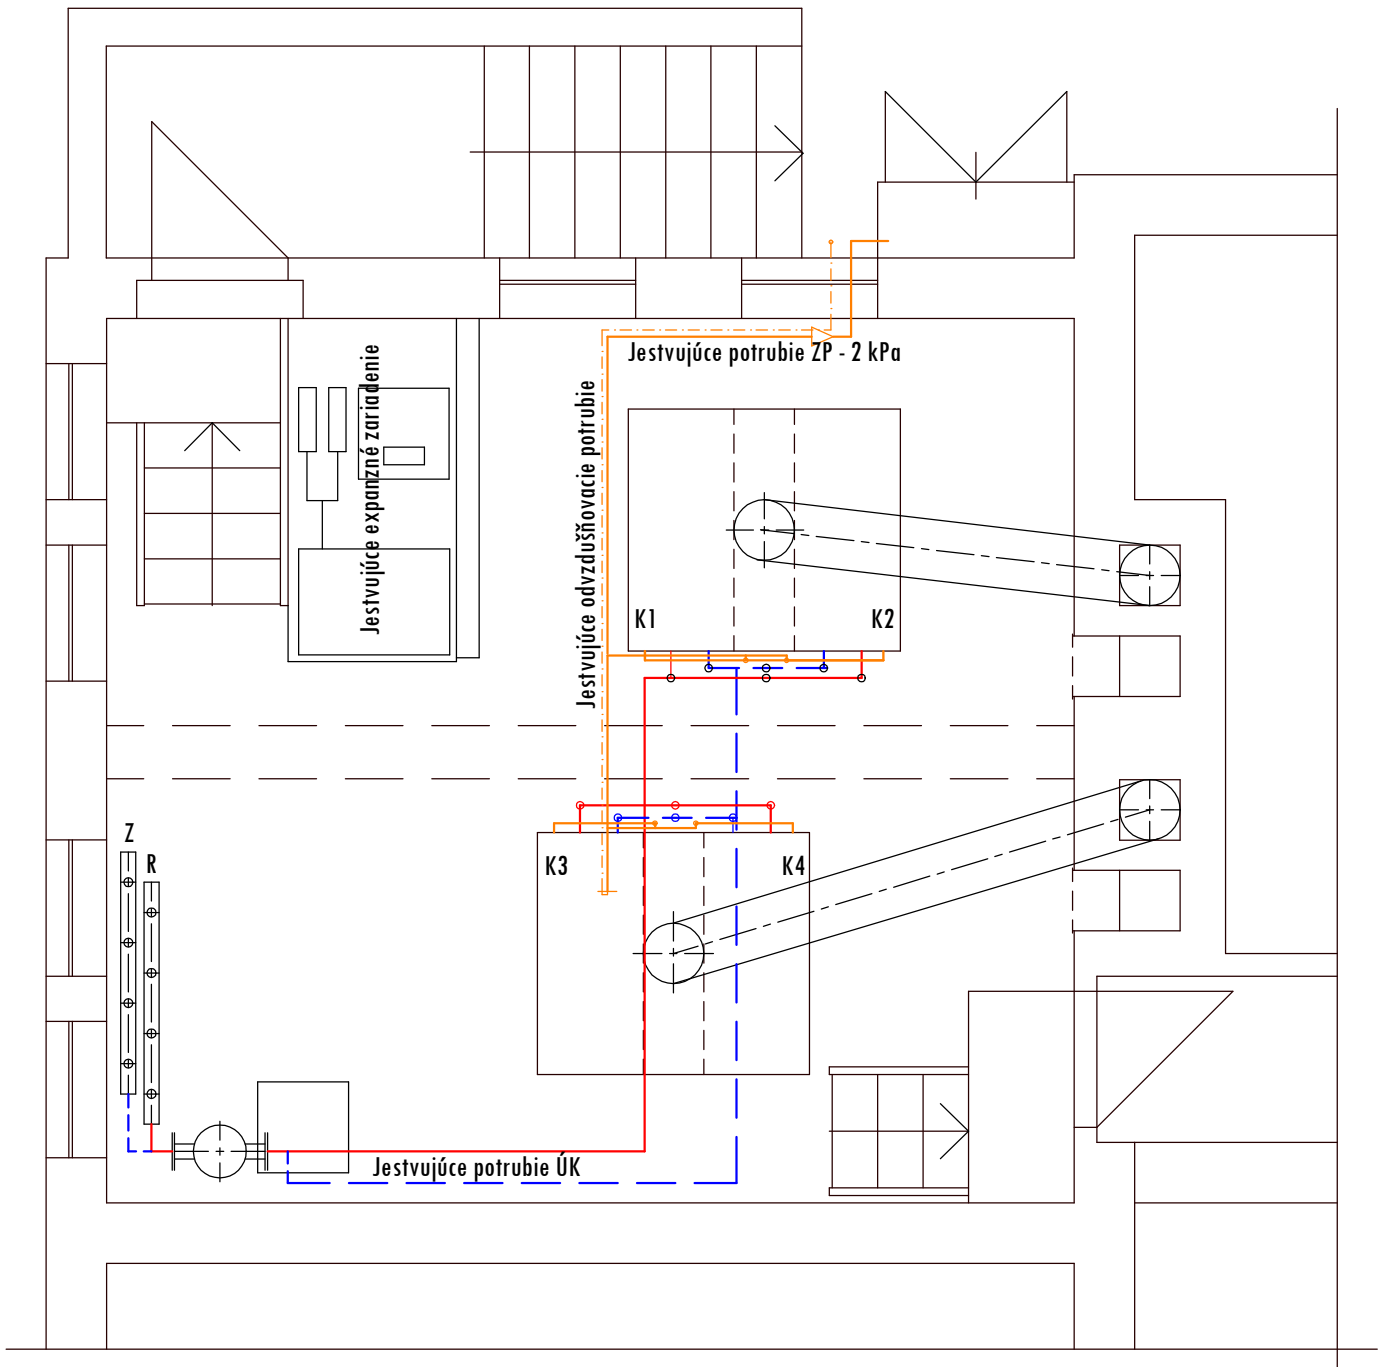 Jestvujúce potrubie ZP - 2 kPa
Jestvujúce expanzné zariadenie
Jestvujúce odvzdušňovacie potrubie
K1
K2
Z
R
K3
K4
Jestvujúce potrubie ÚK